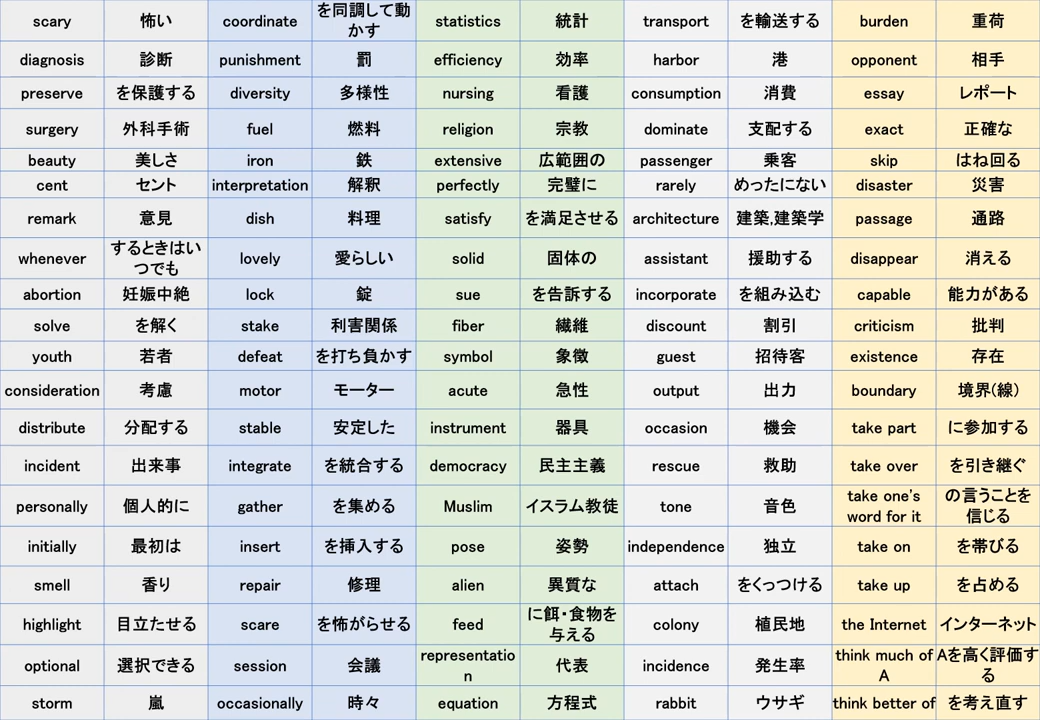 scary 怖い coordinate を同調して動かす statistics 統計 transport を輸送する burden 重荷
diagnosis 診断 punishment 罰 efficiency 効率 harbor 港 opponent 相手
preserve を保護する diversity 多様性 nursing 看護 consumption 消費 essay レポート
surgery 外科手術 fuel 燃料 religion 宗教 dominate 支配する exact 正確な
beauty 美しさ iron 鉄 extensive 広範囲の passenger 乗客 skip はね回る
cent セント interpretation 解釈 perfectly 完璧に rarely めったにない disaster 災害
remark 意見 dish 料理 satisfy を満足させる architecture 建築,建築学 passage 通路
whenever するときはいつでも lovely 愛らしい solid 固体の assistant 援助する disappear 消える
abortion 妊娠中絶 lock 錠 sue を告訴する incorporate を組み込む capable 能力がある
solve を解く stake 利害関係 fiber 繊維 discount 割引 criticism 批判
youth 若者 defeat を打ち負かす symbol 象徴 guest 招待客 existence 存在
consideration 考慮 motor モーター acute 急性 output 出力 boundary 境界(線)
distribute 分配する stable 安定した instrument 器具 occasion 機会 take part に参加する
incident 出来事 integrate を統合する democracy 民主主義 rescue 救助 take over を引き継ぐ
personally 個人的に gather を集める Muslim イスラム教徒 tone 音色 take one's word for it の言うことを信じる
initially 最初は insert を挿入する pose 姿勢 independence 独立 take on を帯びる
smell 香り repair 修理 alien 異質な attach をくっつける take up を占める
highlight 目立たせる scare を怖がらせる feed に餌・食物を与える colony 植民地 the Internet インターネット
optional 選択できる session 会議 representation 代表 incidence 発生率 think much of A Aを高く評価する
storm 嵐 occasionally 時々 equation 方程式 rabbit ウサギ think better of を考え直す